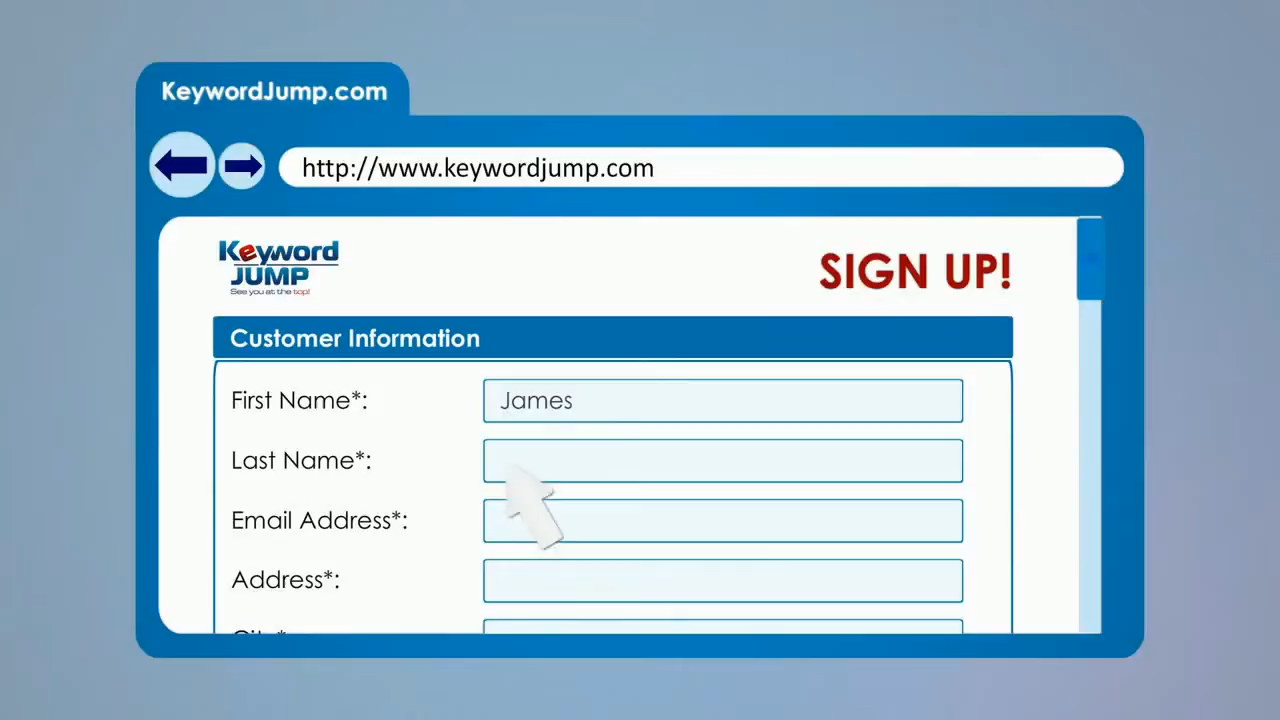 KeywordJump.com
http://www.keywordjump.com
Keyword
JUMP
See you at the top!
SIGN UP!
Customer Information
First Name*: James
Last Name*:
Email Address*:
Address*:
City*